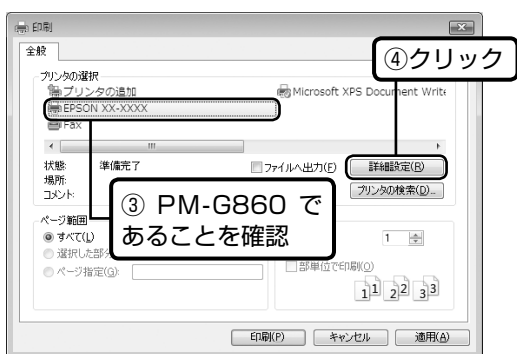 印刷
全般
④クリック
プリンタの選択
プリンタの追加
Microsoft XPS Document Write
EPSON XX-XXXX
Fax
状態: 準備完了
ファイルへ出力(F)
詳細設定(R)
場所:
コメント:
プリンタの検索(D)...
③ PM-G860 で
あることを確認
ページ範囲
すべて(L)
1
選択した部分
部単位で印刷(O)
ページ指定(G):
11 22 33
印刷(P)
キャンセル
適用(A)